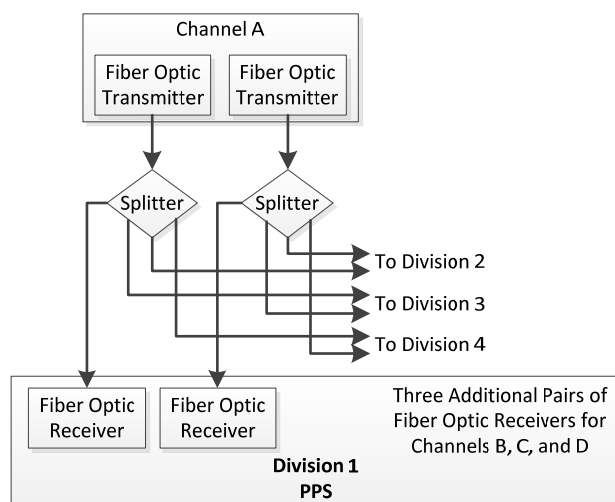 Channel A
Fiber Optic
Transmitter
Fiber Optic
Transmitter
Splitter
Splitter
To Division 2
To Division 3
To Division 4
Fiber Optic
Receiver
Fiber Optic
Receiver
Three Additional Pairs of
Fiber Optic Receivers for
Channels B, C, and D
Division 1
PPS